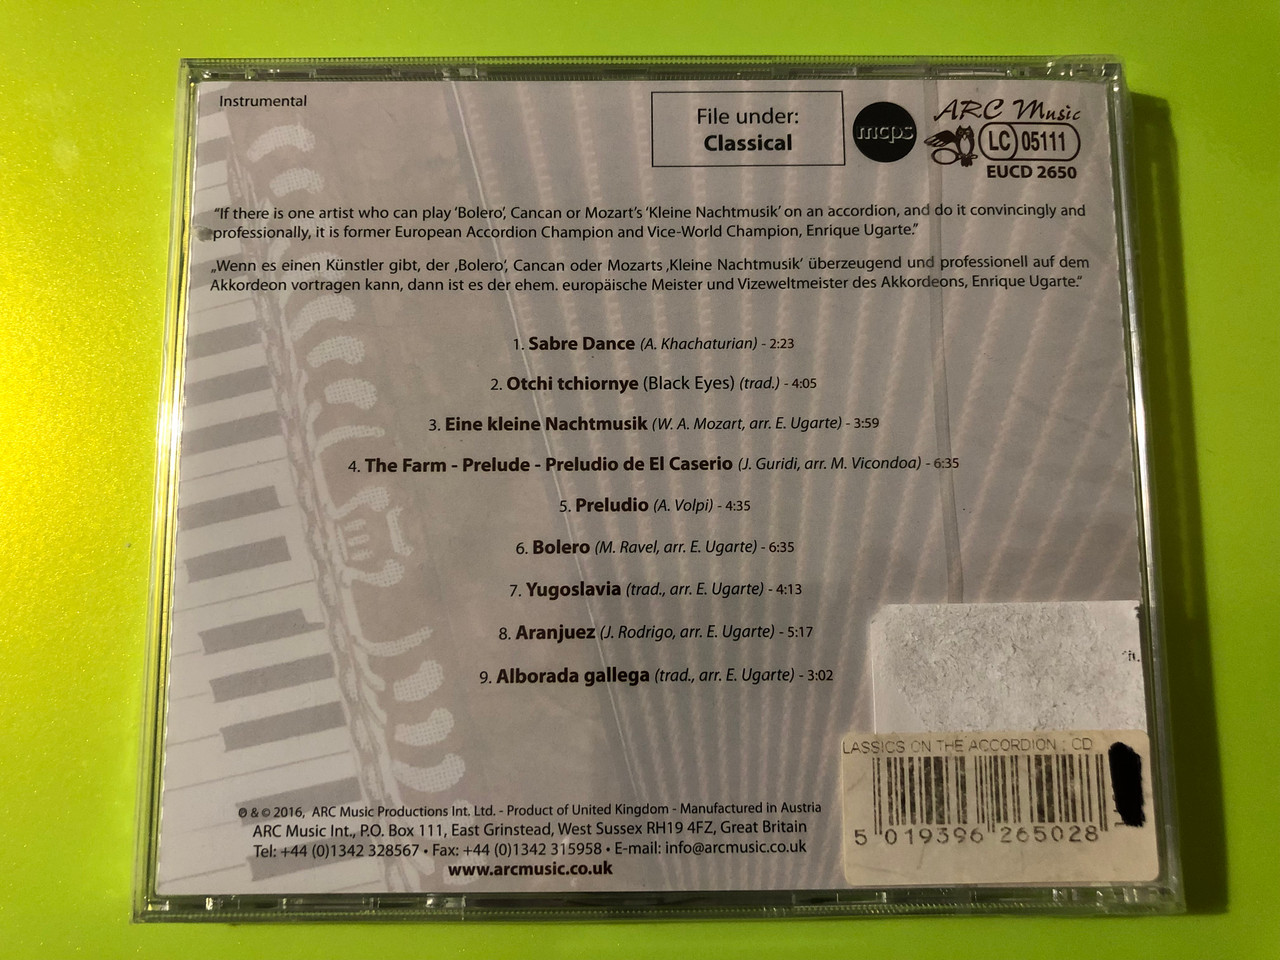 Instrumental
File under:
Classical
mcps
ARC Music
LC 05111
EUCD 2650
“If there is one artist who can play ‘Bolero’, Cancan or Mozart’s ‘Kleine Nachtmusik’ on an accordion, and do it convincingly and
professionally, it is former European Accordion Champion and Vice-World Champion, Enrique Ugarte.”
„Wenn es einen Künstler gibt, der ‚Bolero’, Cancan oder Mozarts ‚Kleine Nachtmusik’ überzeugend und professionell auf dem
Akkordeon vortragen kann, dann ist es der ehem. europäische Meister und Vizeweltmeister des Akkordeons, Enrique Ugarte.“
1. Sabre Dance (A. Khachaturian) - 2:23
2. Otchi tchiornye (Black Eyes) (trad.) - 4:05
3. Eine kleine Nachtmusik (W. A. Mozart, arr. E. Ugarte) - 3:59
4. The Farm - Prelude - Preludio de El Caserio (J. Guridi, arr. M. Vicondoa) - 6:35
5. Preludio (A. Volpi) - 4:35
6. Bolero (M. Ravel, arr. E. Ugarte) - 6:35
7. Yugoslavia (trad., arr. E. Ugarte) - 4:13
8. Aranjuez (J. Rodrigo, arr. E. Ugarte) - 5:17
9. Alborada gallega (trad., arr. E. Ugarte) - 3:02
LASSICS ON THE ACCORDION : CD
5 019396 265028
℗ & © 2016, ARC Music Productions Int. Ltd. - Product of United Kingdom - Manufactured in Austria
ARC Music Int., P.O. Box 111, East Grinstead, West Sussex RH19 4FZ, Great Britain
Tel: +44 (0)1342 328567 • Fax: +44 (0)1342 315958 • E-mail: info@arcmusic.co.uk
www.arcmusic.co.uk